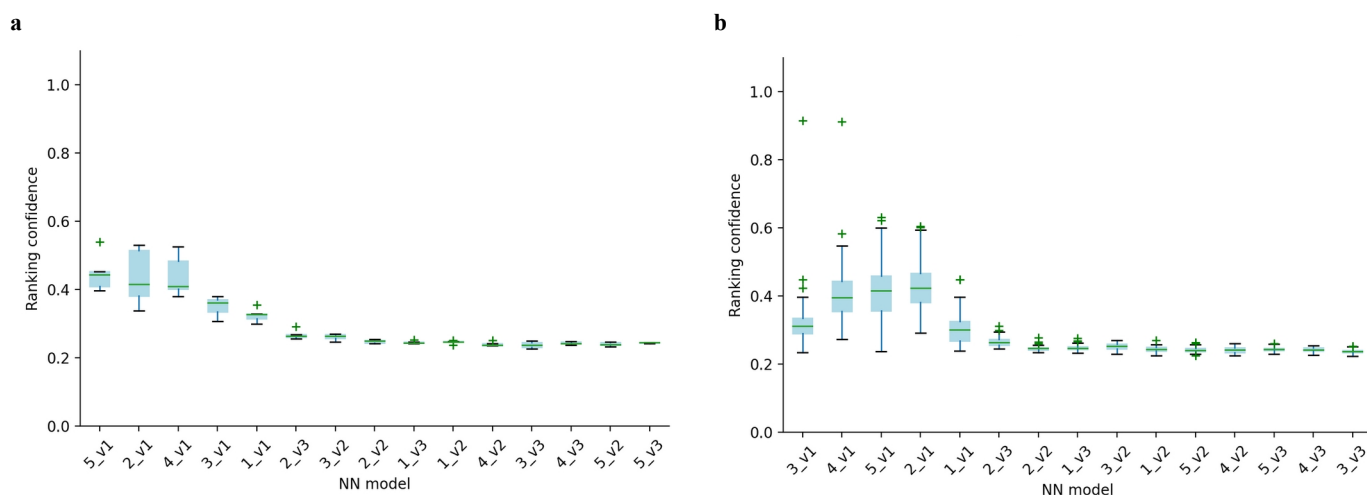 a
1.0
0.8
0.6
0.4
0.2
0.0
Ranking confidence
5_v1 2_v1 4_v1 3_v1 1_v1 2_v3 3_v2 2_v2 1_v3 1_v2 4_v2 3_v3 4_v3 5_v2 5_v3
NN model
b
1.0
0.8
0.6
0.4
0.2
0.0
Ranking confidence
3_v1 4_v1 5_v1 2_v1 1_v1 2_v3 2_v2 1_v3 3_v2 1_v2 5_v2 4_v2 5_v3 4_v3 3_v3
NN model